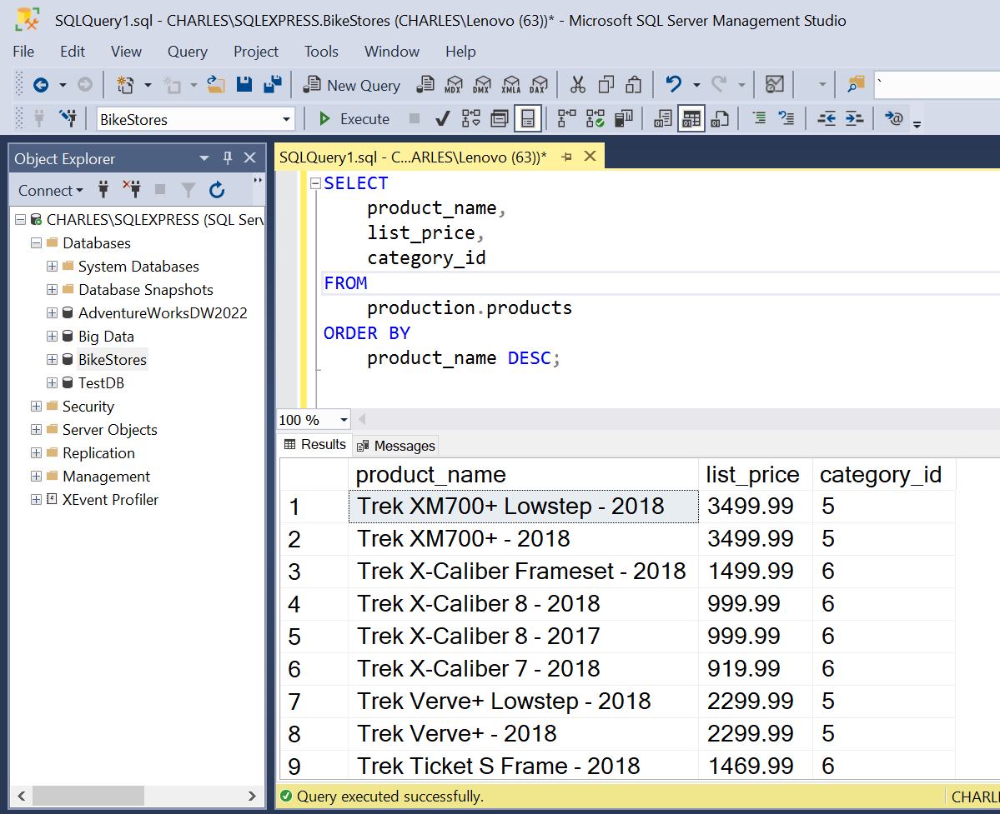 SQLQuery1.sql - CHARLES\SQLEXPRESS.BikeStores (CHARLES\Lenovo (63))* - Microsoft SQL Server Management Studio
File Edit View Query Project Tools Window Help
New Query MDX DMX XMLA DAX `
BikeStores Execute
Object Explorer
Connect
CHARLES\SQLEXPRESS (SQL Serv
Databases
System Databases
Database Snapshots
AdventureWorksDW2022
Big Data
BikeStores
TestDB
Security
Server Objects
Replication
Management
XEvent Profiler
SQLQuery1.sql - C...ARLES\Lenovo (63))*
SELECT
product_name,
list_price,
category_id
FROM
production.products
ORDER BY
product_name DESC;
100 %
Results Messages
product_name list_price category_id
1 Trek XM700+ Lowstep - 2018 3499.99 5
2 Trek XM700+ - 2018 3499.99 5
3 Trek X-Caliber Frameset - 2018 1499.99 6
4 Trek X-Caliber 8 - 2018 999.99 6
5 Trek X-Caliber 8 - 2017 999.99 6
6 Trek X-Caliber 7 - 2018 919.99 6
7 Trek Verve+ Lowstep - 2018 2299.99 5
8 Trek Verve+ - 2018 2299.99 5
9 Trek Ticket S Frame - 2018 1469.99 6
Query executed successfully. CHARL